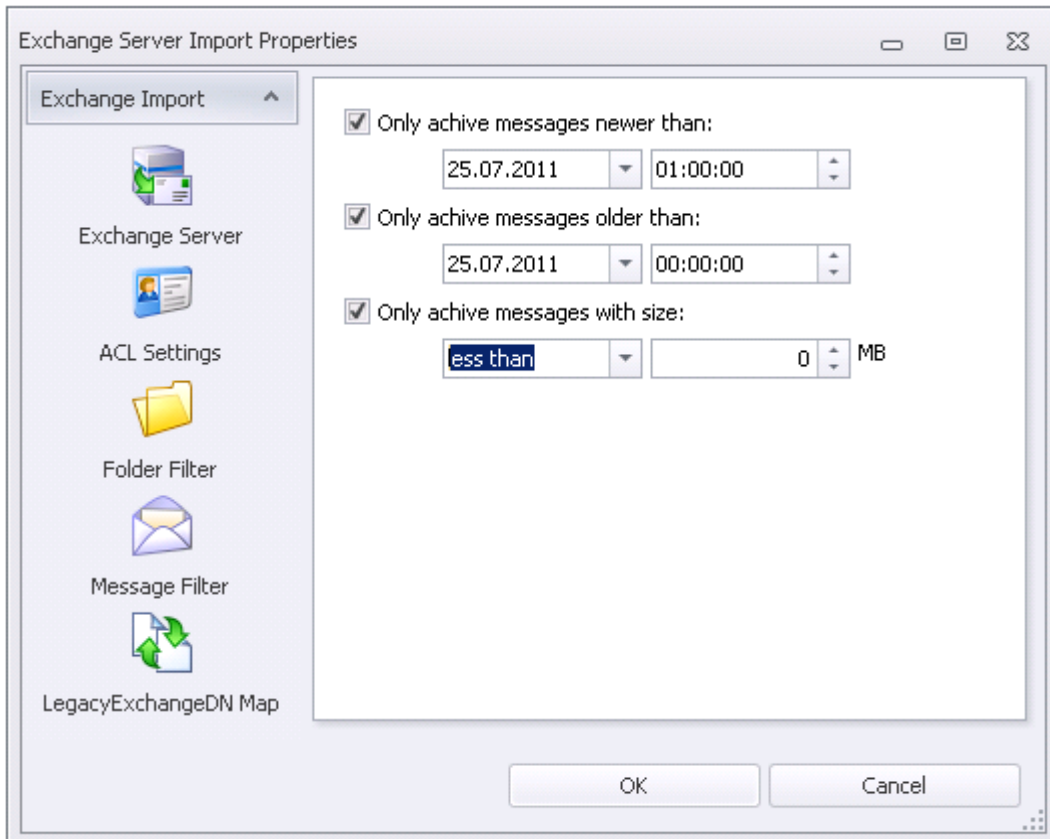 Exchange Server Import Properties
Exchange Import
Exchange Server
ACL Settings
Folder Filter
Message Filter
LegacyExchangeDN Map
Only achive messages newer than:
25.07.2011 01:00:00
Only achive messages older than:
25.07.2011 00:00:00
Only achive messages with size:
less than 0 MB
OK Cancel